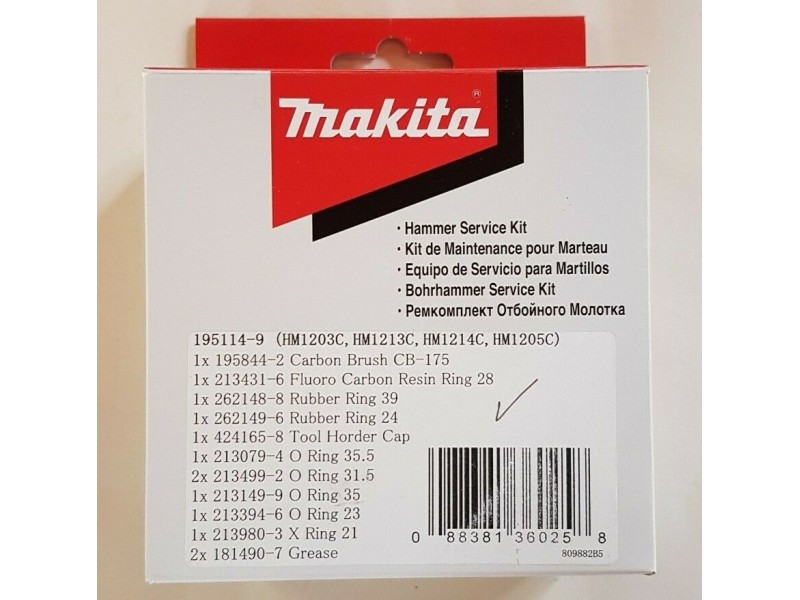 makita®
· Hammer Service Kit
· Kit de Maintenance pour Marteau
· Equipo de Servicio para Martillos
· Bohrhammer Service Kit
· Ремкомплект Отбойного Молотка
195114-9 (HM1203C, HM1213C, HM1214C, HM1205C)
1x 195844-2 Carbon Brush CB-175
1x 213431-6 Fluoro Carbon Resin Ring 28
1x 262148-8 Rubber Ring 39
1x 262149-6 Rubber Ring 24
1x 424165-8 Tool Horder Cap
1x 213079-4 O Ring 35.5
2x 213499-2 O Ring 31.5
1x 213149-9 O Ring 35
1x 213394-6 O Ring 23
1x 213980-3 X Ring 21
2x 181490-7 Grease
0 88381 36025 8
809882B5